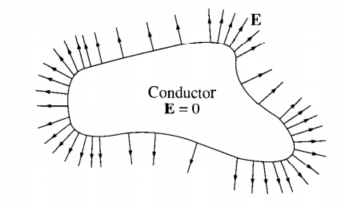 E
Conductor
E = 0